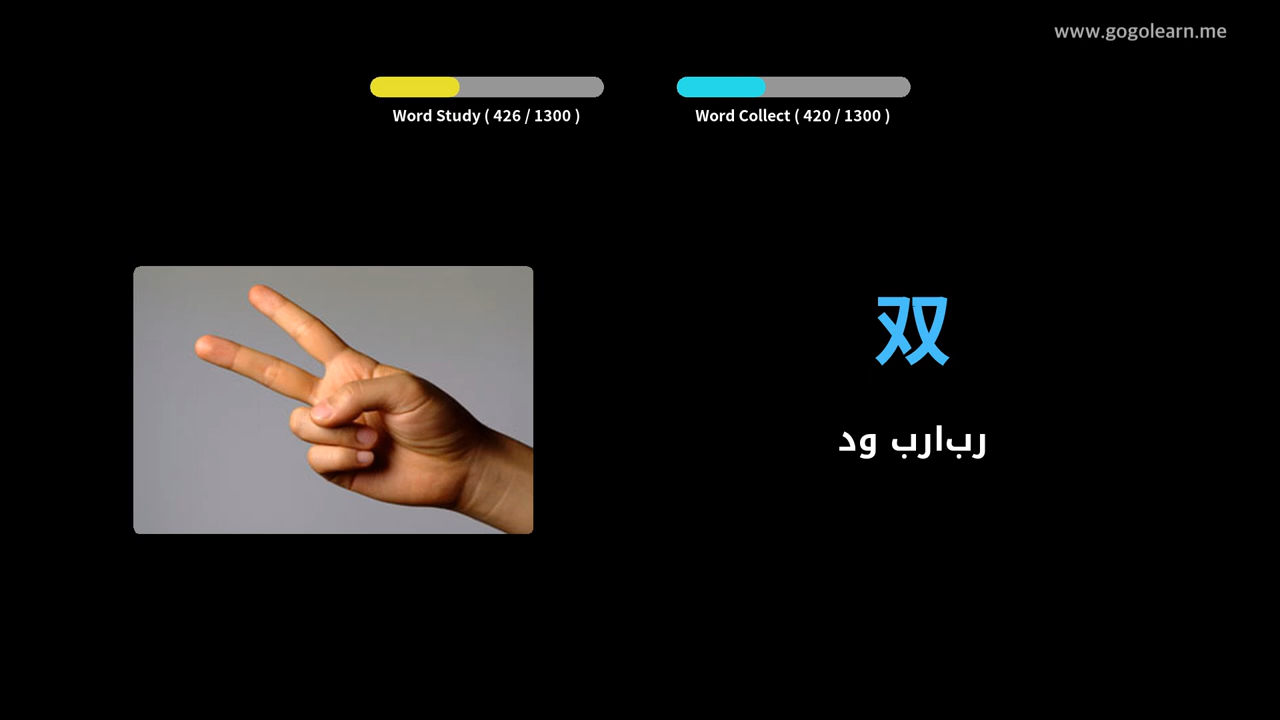 www.gogolearn.me
Word Study ( 426 / 1300 )
Word Collect ( 420 / 1300 )
双
ربارب ود